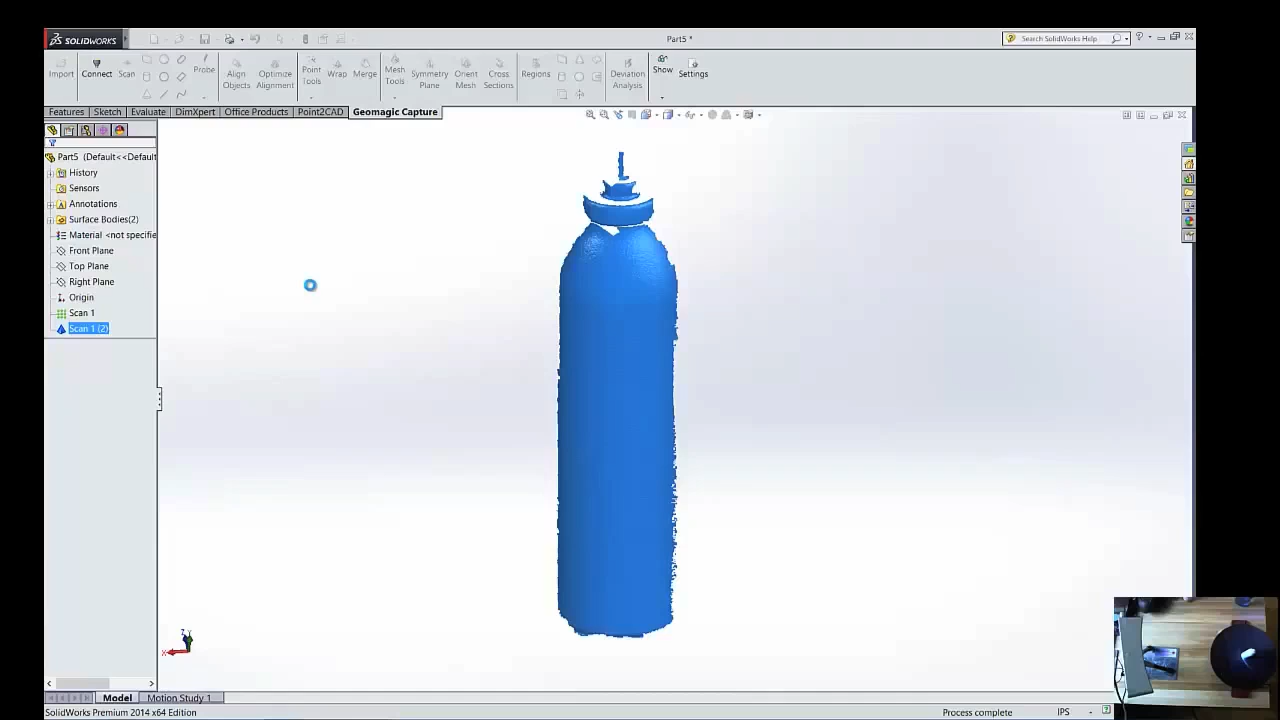 SOLIDWORKS
Part5 *
Search SolidWorks Help
Import
Connect
Scan
Probe
Align Objects
Optimize Alignment
Point Tools
Wrap
Merge
Mesh Tools
Symmetry Plane
Orient Mesh
Cross Sections
Regions
Deviation Analysis
Show
Settings
Features
Sketch
Evaluate
DimXpert
Office Products
Point2CAD
Geomagic Capture
Part5 (Default<<Default
History
Sensors
Annotations
Surface Bodies(2)
Material <not specifie
Front Plane
Top Plane
Right Plane
Origin
Scan 1
Scan 1 (2)
Z
Y
X
Model
Motion Study 1
SolidWorks Premium 2014 x64 Edition
Process complete
IPS